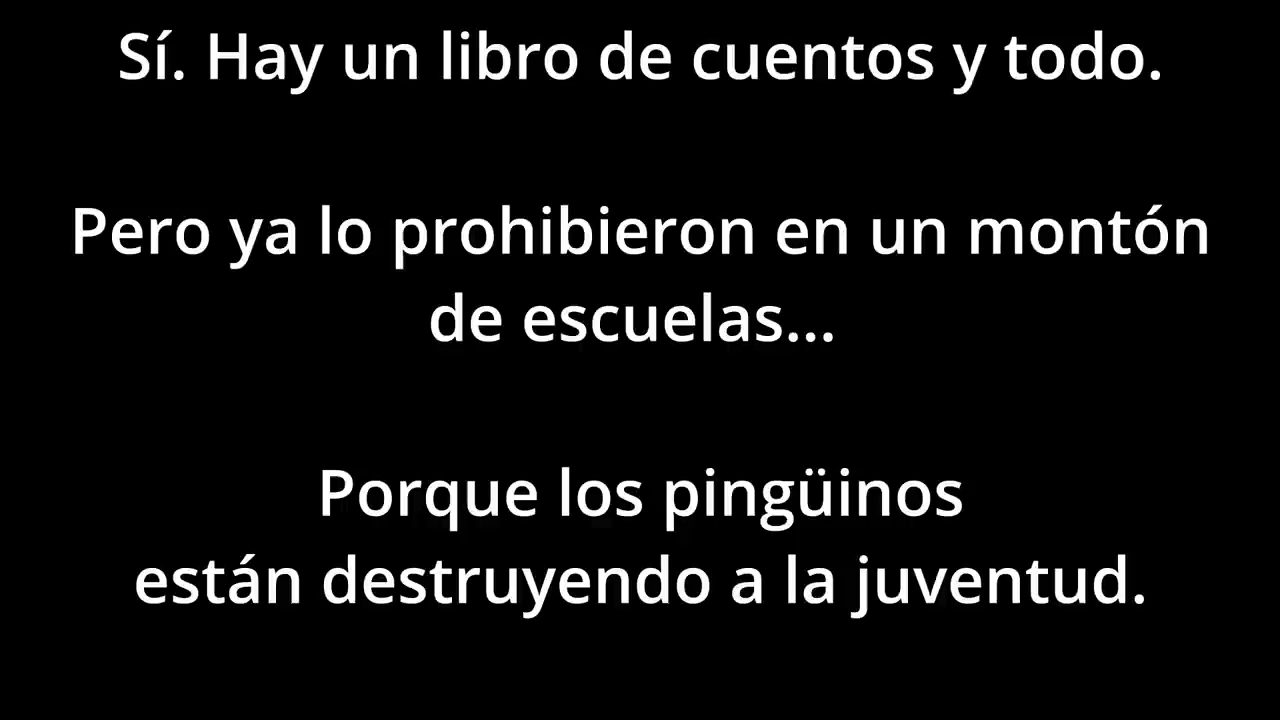 Sí. Hay un libro de cuentos y todo.
Pero ya lo prohibieron en un montón
de escuelas...
Porque los pingüinos
están destruyendo a la juventud.